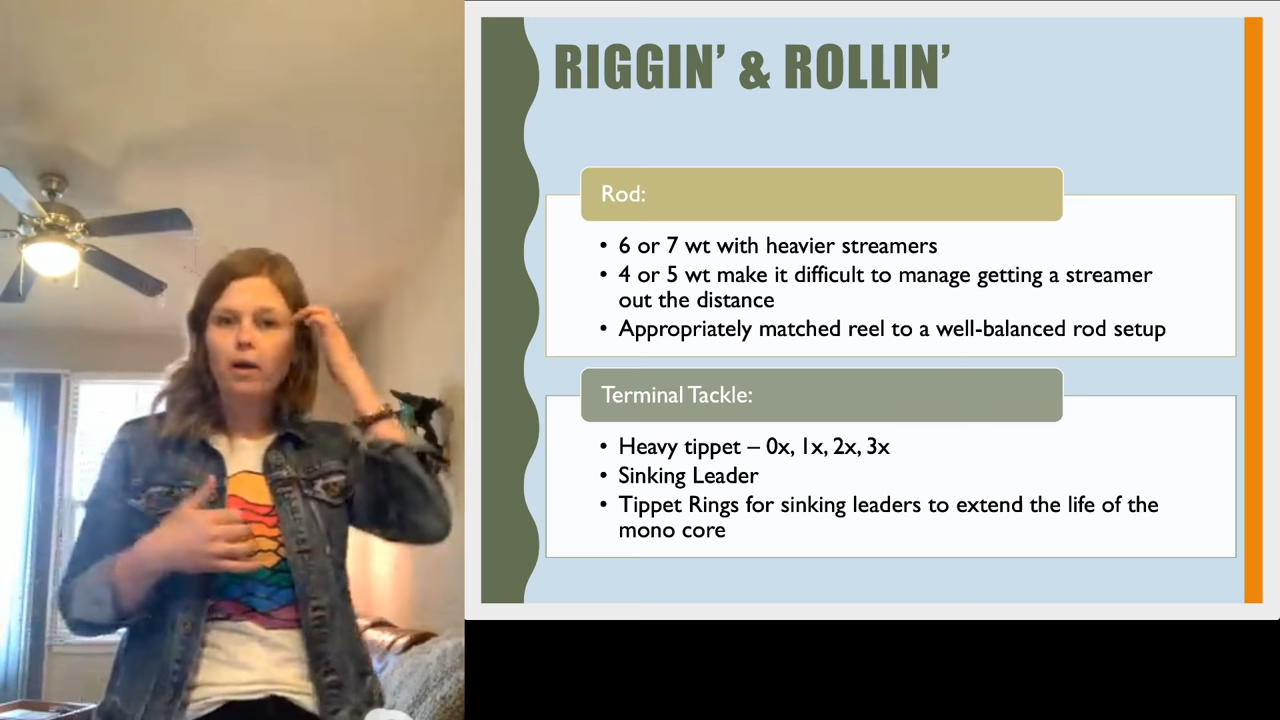 RIGGIN’ & ROLLIN’
Rod:
• 6 or 7 wt with heavier streamers
• 4 or 5 wt make it difficult to manage getting a streamer
out the distance
• Appropriately matched reel to a well-balanced rod setup
Terminal Tackle:
• Heavy tippet – 0x, 1x, 2x, 3x
• Sinking Leader
• Tippet Rings for sinking leaders to extend the life of the
mono core